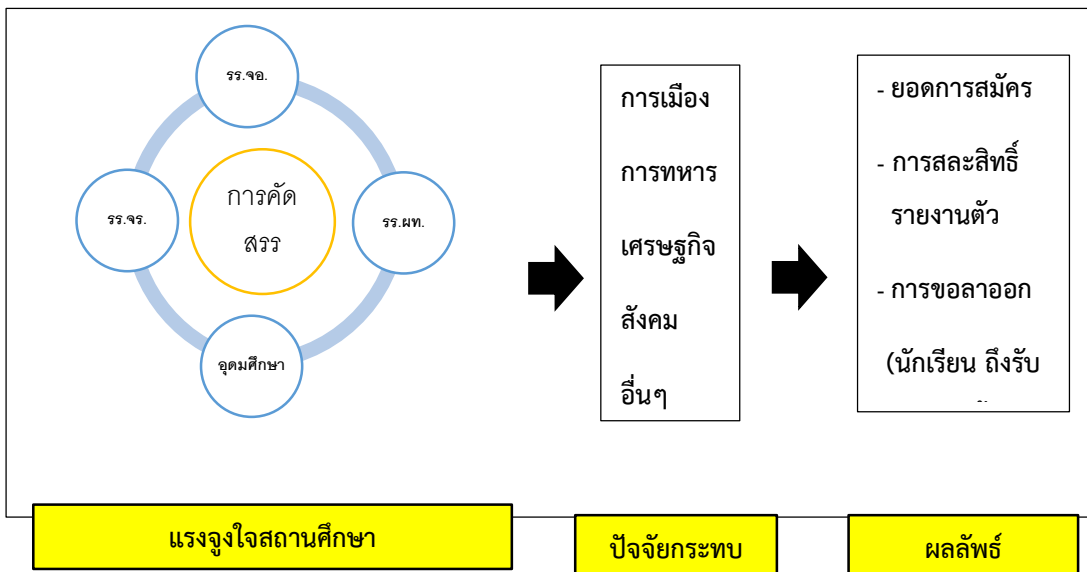 รร.จอ.
รร.จร.
การคัด
สรร
รร.ผท.
อุดมศึกษา
การเมือง
การทหาร
เศรษฐกิจ
สังคม
อื่นๆ
- ยอดการสมัคร
- การสละสิทธิ์
รายงานตัว
- การขอลาออก
(นักเรียน ถึงรับ
แรงจูงใจสถานศึกษา
ปัจจัยกระทบ
ผลลัพธ์